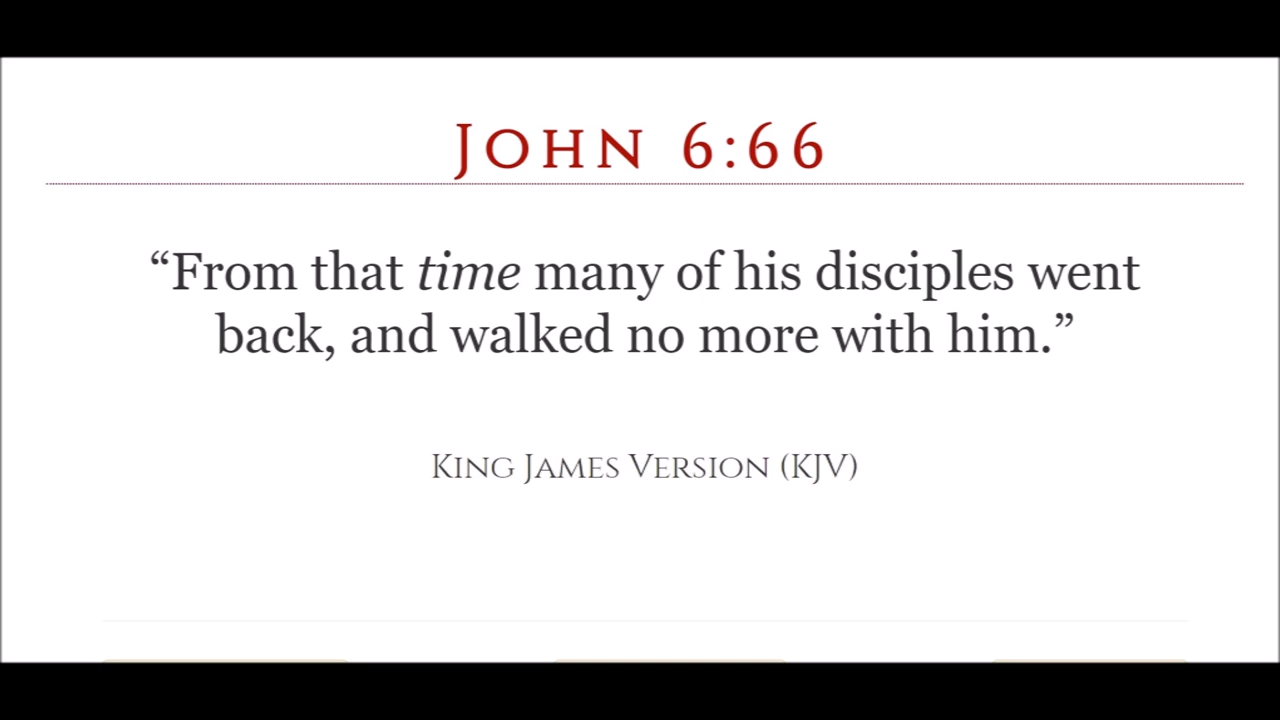 John 6:66
“From that time many of his disciples went
back, and walked no more with him.”
King James Version (KJV)